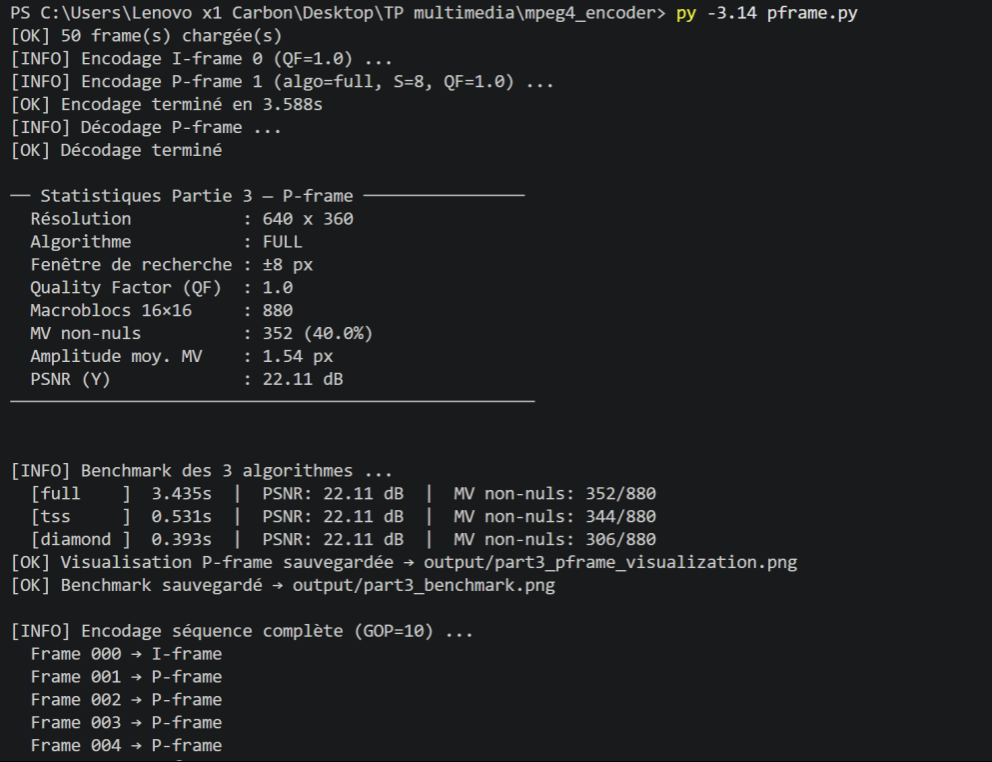 PS C:\Users\Lenovo x1 Carbon\Desktop\TP multimedia\mpeg4_encoder> py -3.14 pframe.py
[OK] 50 frame(s) chargée(s)
[INFO] Encodage I-frame 0 (QF=1.0) ...
[INFO] Encodage P-frame 1 (algo=full, S=8, QF=1.0) ...
[OK] Encodage terminé en 3.588s
[INFO] Décodage P-frame ...
[OK] Décodage terminé
── Statistiques Partie 3 — P-frame ──────────────
Résolution : 640 x 360
Algorithme : FULL
Fenêtre de recherche : ±8 px
Quality Factor (QF) : 1.0
Macroblocs 16×16 : 880
MV non-nuls : 352 (40.0%)
Amplitude moy. MV : 1.54 px
PSNR (Y) : 22.11 dB
[INFO] Benchmark des 3 algorithmes ...
[full ] 3.435s | PSNR: 22.11 dB | MV non-nuls: 352/880
[tss ] 0.531s | PSNR: 22.11 dB | MV non-nuls: 344/880
[diamond ] 0.393s | PSNR: 22.11 dB | MV non-nuls: 306/880
[OK] Visualisation P-frame sauvegardée → output/part3_pframe_visualization.png
[OK] Benchmark sauvegardé → output/part3_benchmark.png
[INFO] Encodage séquence complète (GOP=10) ...
Frame 000 → I-frame
Frame 001 → P-frame
Frame 002 → P-frame
Frame 003 → P-frame
Frame 004 → P-frame